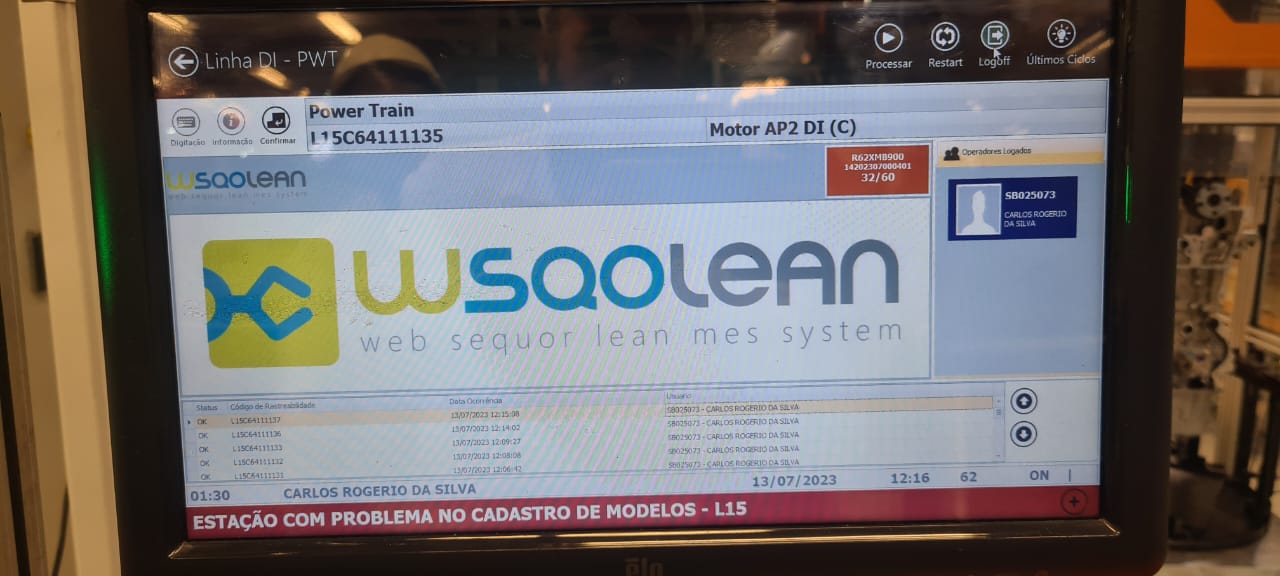 Linha DI - PWT
Processar
Restart
Logoff
Últimos Ciclos
Digitação
Informação
Confirmar
Power Train
L15C64111135
Motor AP2 DI (C)
wsqolean
web sequor lean mes system
R62XMB900
14202307000401
32/60
Operadores Logados
SB025073
CARLOS ROGERIO
DA SILVA
wsqolean
web sequor lean mes system
Status Código de Rastreabilidade Data Ocorrência Usuário
OK L15C64111137 13/07/2023 12:15:08 SB025073 - CARLOS ROGERIO DA SILVA
OK L15C64111136 13/07/2023 12:14:02 SB025073 - CARLOS ROGERIO DA SILVA
OK L15C64111133 13/07/2023 12:09:27 SB025073 - CARLOS ROGERIO DA SILVA
OK L15C64111132 13/07/2023 12:08:08 SB025073 - CARLOS ROGERIO DA SILVA
OK L15C64111131 13/07/2023 12:06:42 SB025073 - CARLOS ROGERIO DA SILVA
01:30 CARLOS ROGERIO DA SILVA 13/07/2023 12:16 62 ON |
ESTAÇÃO COM PROBLEMA NO CADASTRO DE MODELOS - L15
elo